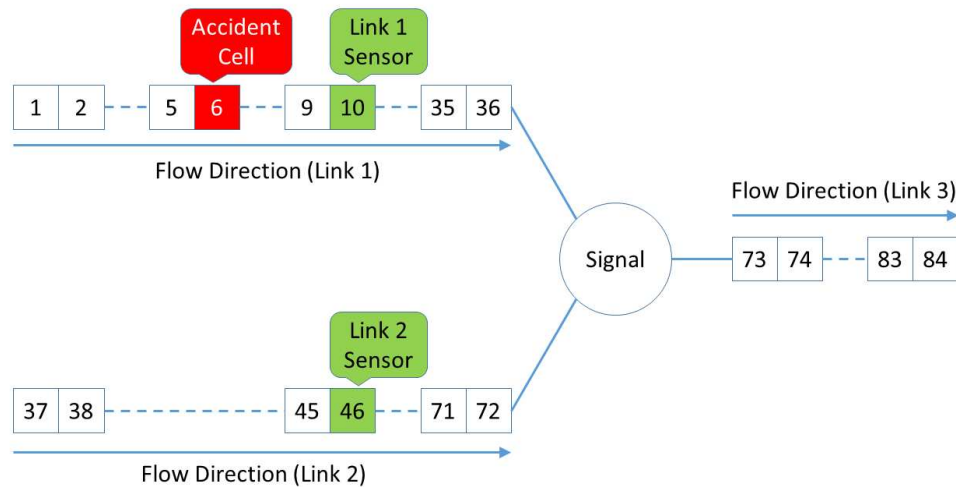 Accident
Cell
Link 1
Sensor
1 2 5 6 9 10 35 36
Flow Direction (Link 1)
Flow Direction (Link 3)
Signal
73 74 83 84
Link 2
Sensor
37 38 45 46 71 72
Flow Direction (Link 2)